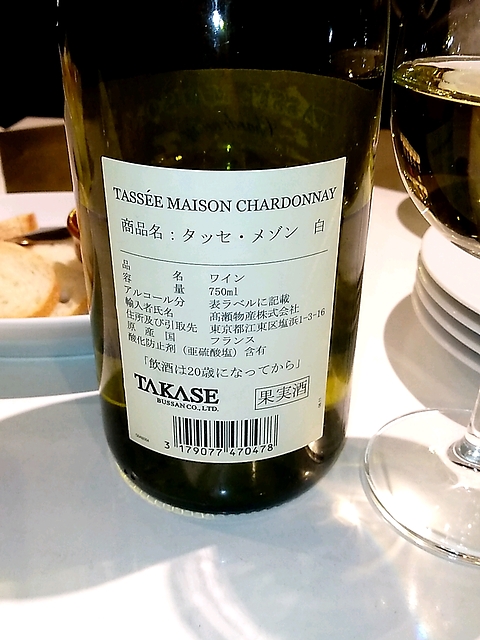 TASSÉE MAISON CHARDONNAY
商品名：タッセ・メゾン 白
品名 ワイン
容量 750ml
アルコール分 表ラベルに記載
輸入者氏名 髙瀬物産株式会社
住所及び引取先 東京都江東区塩浜1-3-16
原産国 フランス
酸化防止剤（亜硫酸塩）含有
「飲酒は20歳になってから」
TAKASE
BUSSAN CO., LTD.
果実酒
3 179077 470478